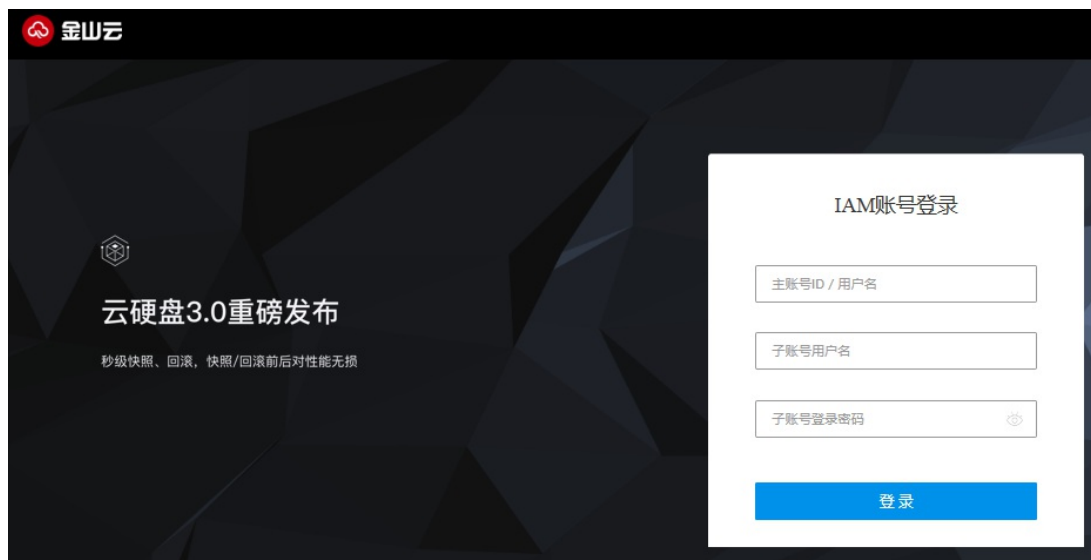 金山云
云硬盘3.0重磅发布
秒级快照、回滚，快照/回滚前后对性能无损
IAM账号登录
主账号ID / 用户名
子账号用户名
子账号登录密码
登录